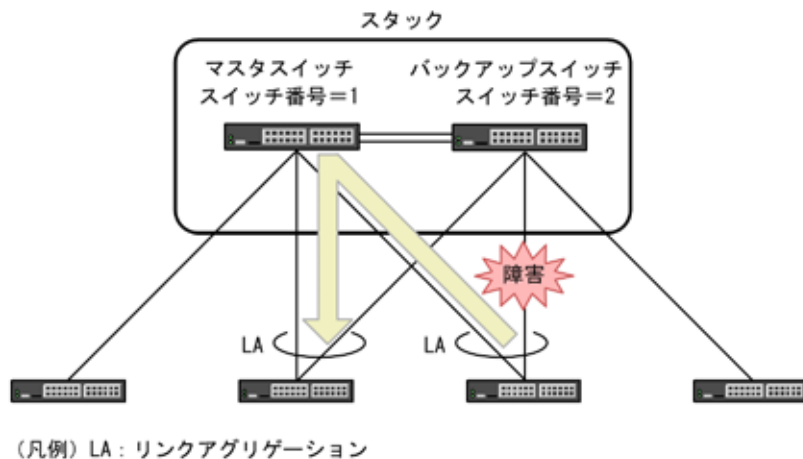 スタック
マスタスイッチ
スイッチ番号＝1
バックアップスイッチ
スイッチ番号＝2
障害
LA
LA
（凡例）LA：リンクアグリゲーション